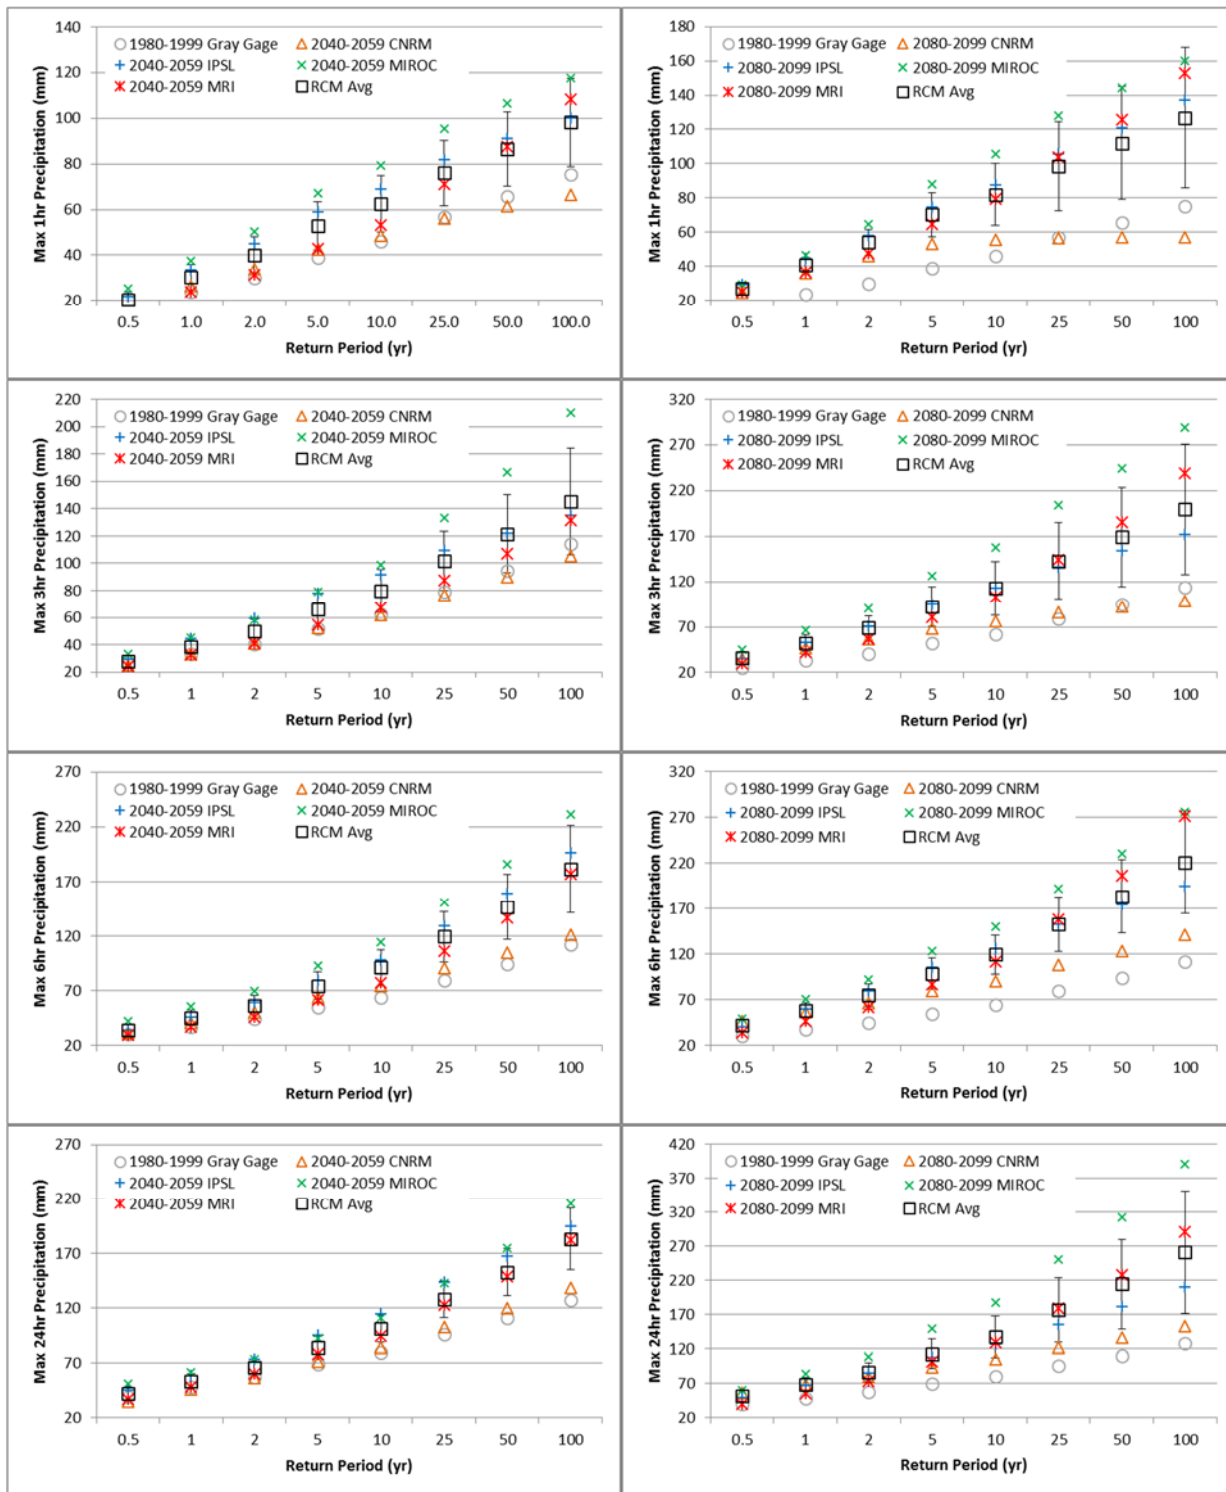 140
120
100
80
60
40
20
Max 1hr Precipitation (mm)
1980-1999 Gray Gage 2040-2059 CNRM
2040-2059 IPSL 2040-2059 MIROC
2040-2059 MRI RCM Avg
0.5 1.0 2.0 5.0 10.0 25.0 50.0 100.0
Return Period (yr)
180
160
140
120
100
80
60
40
20
Max 1hr Precipitation (mm)
1980-1999 Gray Gage 2080-2099 CNRM
2080-2099 IPSL 2080-2099 MIROC
2080-2099 MRI RCM Avg
0.5 1 2 5 10 25 50 100
Return Period (yr)
220
200
180
160
140
120
100
80
60
40
20
Max 3hr Precipitation (mm)
1980-1999 Gray Gage 2040-2059 CNRM
2040-2059 IPSL 2040-2059 MIROC
2040-2059 MRI RCM Avg
0.5 1 2 5 10 25 50 100
Return Period (yr)
320
270
220
170
120
70
20
Max 3hr Precipitation (mm)
1980-1999 Gray Gage 2080-2099 CNRM
2080-2099 IPSL 2080-2099 MIROC
2080-2099 MRI RCM Avg
0.5 1 2 5 10 25 50 100
Return Period (yr)
270
220
170
120
70
20
Max 6hr Precipitation (mm)
1980-1999 Gray Gage 2040-2059 CNRM
2040-2059 IPSL 2040-2059 MIROC
2040-2059 MRI RCM Avg
0.5 1 2 5 10 25 50 100
Return Period (yr)
320
270
220
170
120
70
20
Max 6hr Precipitation (mm)
1980-1999 Gray Gage 2080-2099 CNRM
2080-2099 IPSL 2080-2099 MIROC
2080-2099 MRI RCM Avg
0.5 1 2 5 10 25 50 100
Return Period (yr)
270
220
170
120
70
20
Max 24hr Precipitation (mm)
1980-1999 Gray Gage 2040-2059 CNRM
2040-2059 IPSL 2040-2059 MIROC
2040-2059 MRI RCM Avg
0.5 1 2 5 10 25 50 100
Return Period (yr)
420
370
320
270
220
170
120
70
20
Max 24hr Precipitation (mm)
1980-1999 Gray Gage 2080-2099 CNRM
2080-2099 IPSL 2080-2099 MIROC
2080-2099 MRI RCM Avg
0.5 1 2 5 10 25 50 100
Return Period (yr)